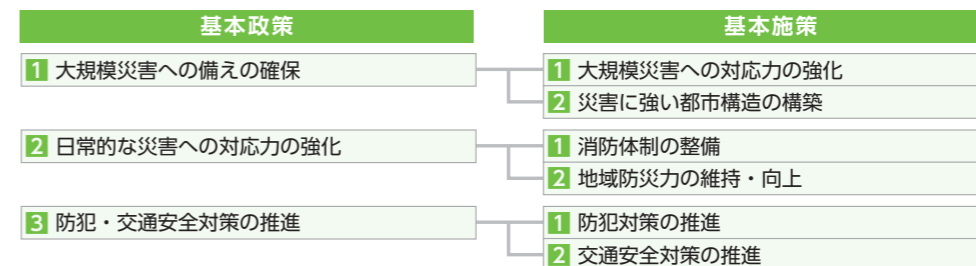 基本政策
基本施策
1 大規模災害への備えの確保
1 大規模災害への対応力の強化
2 災害に強い都市構造の構築
2 日常的な災害への対応力の強化
1 消防体制の整備
2 地域防災力の維持・向上
3 防犯・交通安全対策の推進
1 防犯対策の推進
2 交通安全対策の推進